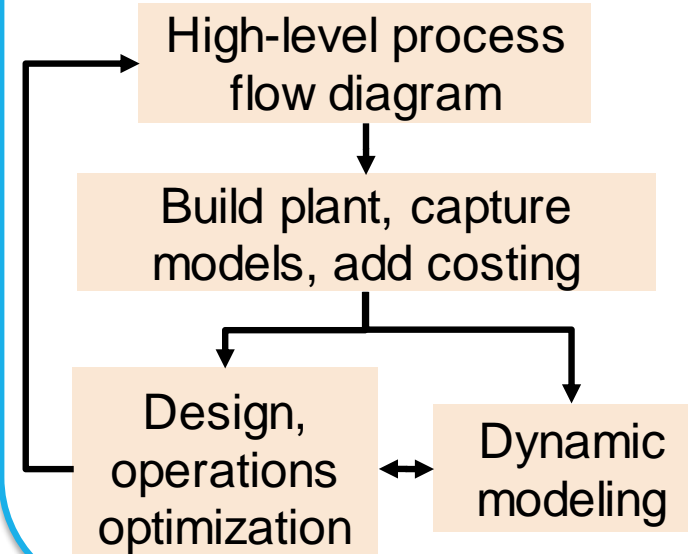 High-level process
flow diagram
Build plant, capture
models, add costing
Design,
operations
optimization
Dynamic
modeling